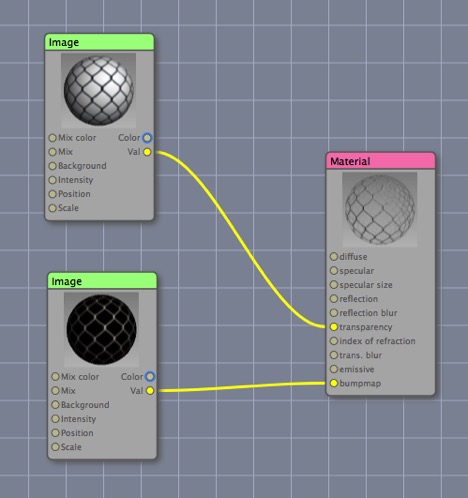 Image
Mix color Color
Mix Val
Background
Intensity
Position
Scale
Material
diffuse
specular
specular size
reflection
reflection blur
transparency
index of refraction
trans. blur
emissive
bumpmap
Image
Mix color Color
Mix Val
Background
Intensity
Position
Scale